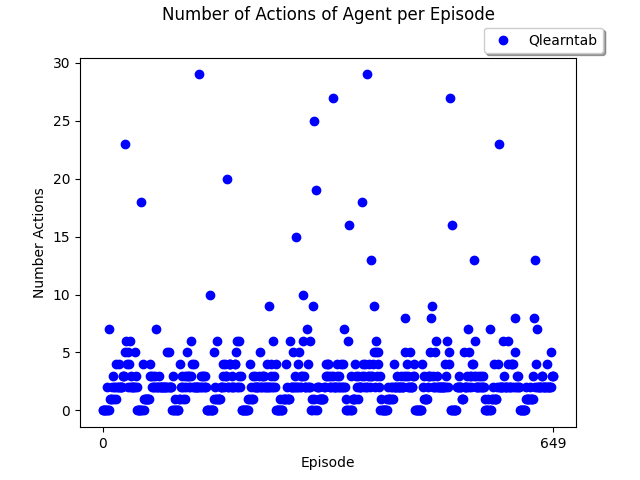 Number of Actions of Agent per Episode
Qlearntab
30
25
20
15
10
5
0
Number Actions
0
649
Episode